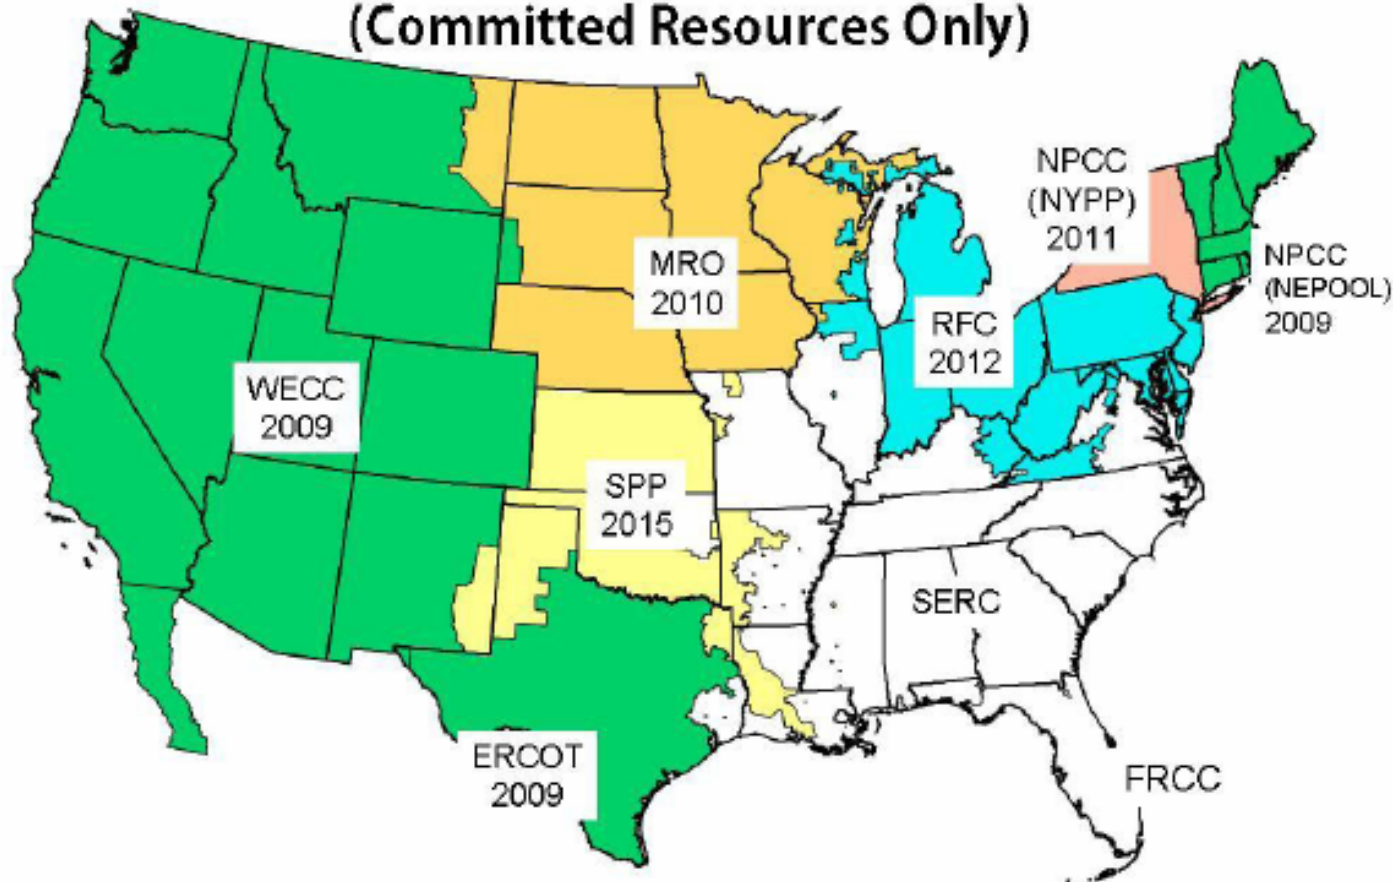 (Committed Resources Only)
NPCC
(NYPP)
2011
NPCC
(NEPOOL)
2009
MRO
2010
RFC
2012
WECC
2009
SPP
2015
SERC
ERCOT
2009
FRCC